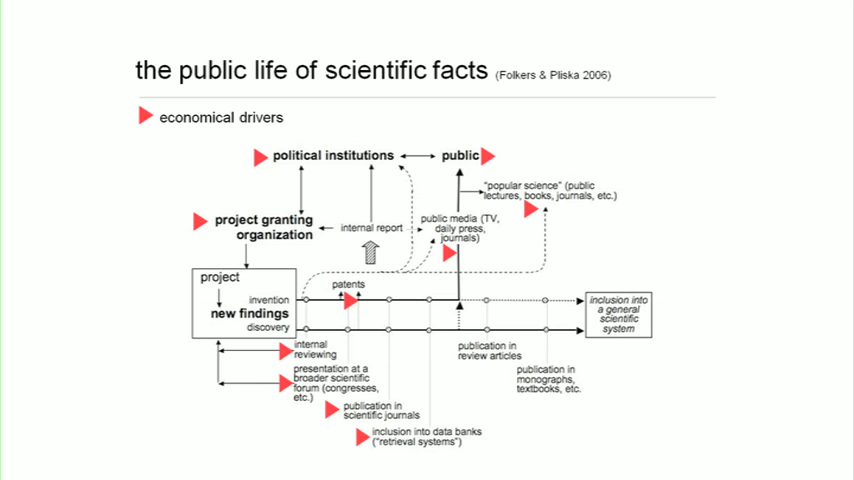 the public life of scientific facts (Folkers & Pliska 2006)
economical drivers
political institutions
public
"popular science" (public
lectures, books, journals, etc.)
project granting
organization
internal report
public media (TV,
daily press,
journals)
project
patents
invention
new findings
discovery
inclusion into
a general
scientific
system
internal
reviewing
publication in
review articles
presentation at a
broader scientific
forum (congresses,
etc.)
publication in
monographs,
textbooks, etc.
publication in
scientific journals
inclusion into data banks
("retrieval systems")